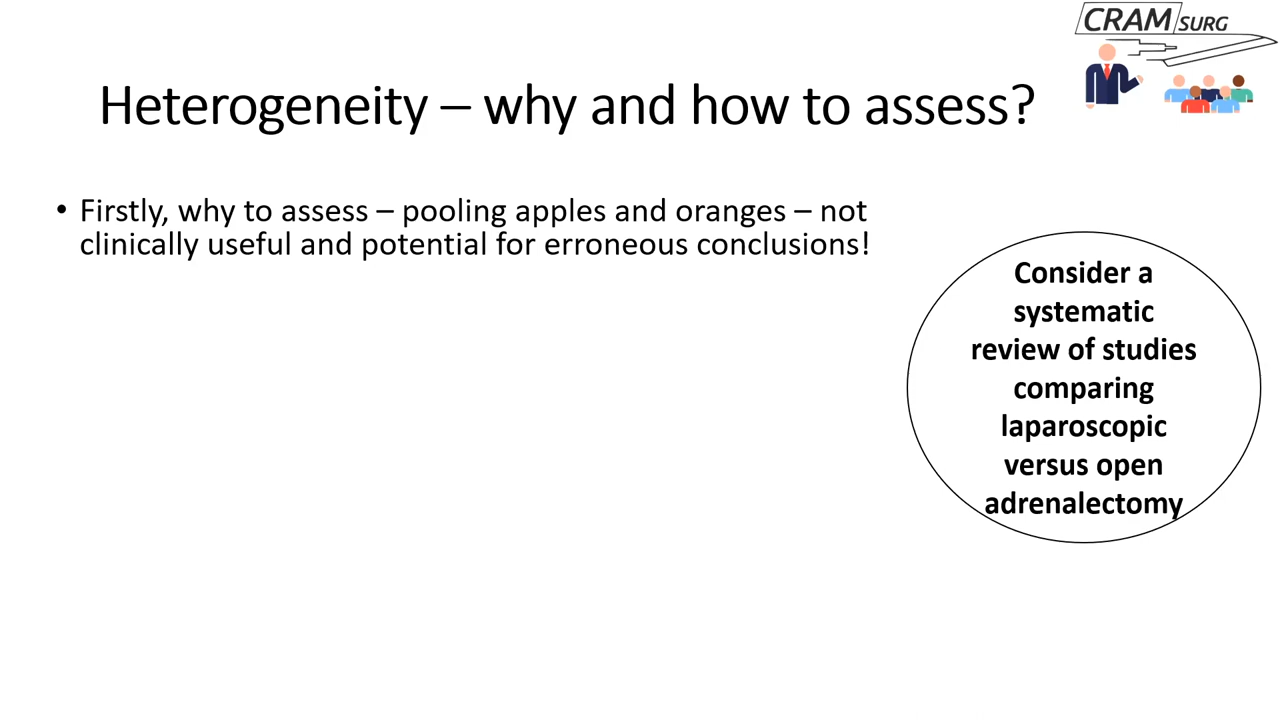 CRAM SURG
Heterogeneity – why and how to assess?
• Firstly, why to assess – pooling apples and oranges – not
clinically useful and potential for erroneous conclusions!
Consider a
systematic
review of studies
comparing
laparoscopic
versus open
adrenalectomy